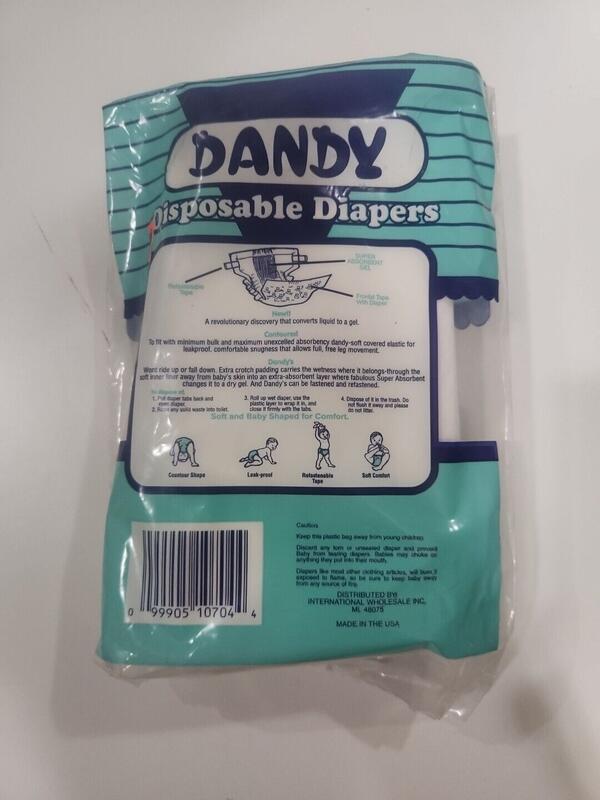 DANDY
Disposable Diapers
DANDY
SUPER
ABSORBENT
GEL
Refastenable
Tape
Frontal Tape
With Diaper
New!!
A revolutionary discovery that converts liquid to a gel.
Contoured
To fit with minimum bulk and maximum unexcelled absorbency dandy-soft covered elastic for
leakproof, comfortable snugness that allows full, free leg movement.
Dandy's
Wont ride up or fall down. Extra crotch padding carries the wetness where it belongs-through the
soft inner liner away from baby's skin into an extra-absorbent layer where fabulous Super Absorbent
changes it to a dry gel. And Dandy's can be fastened and refastened.
To dispose of:
1. Pull diaper tabs back and
open diaper.
2. Rinse any solid waste into toilet.
3. Roll up wet diaper, use the
plastic layer to wrap it in, and
close it firmly with the tabs.
4. Dispose of it in the trash. Do
not flush it away and please
do not litter.
Soft and Baby Shaped for Comfort.
Countour Shape
Leak-proof
Refastenable
Tape
Soft Comfort
Caution
Keep this plastic bag away from young children.
Discard any torn or unsealed diaper and prevent
Baby from tearing diapers. Babies may choke on
anything they put into their mouth.
Diapers like most other clothing articles, will burn if
exposed to flame, so be sure to keep baby away
from any source of fire.
DISTRIBUTED BY
INTERNATIONAL WHOLESALE INC,
MI. 48075
MADE IN THE USA
0 99905 10704 4